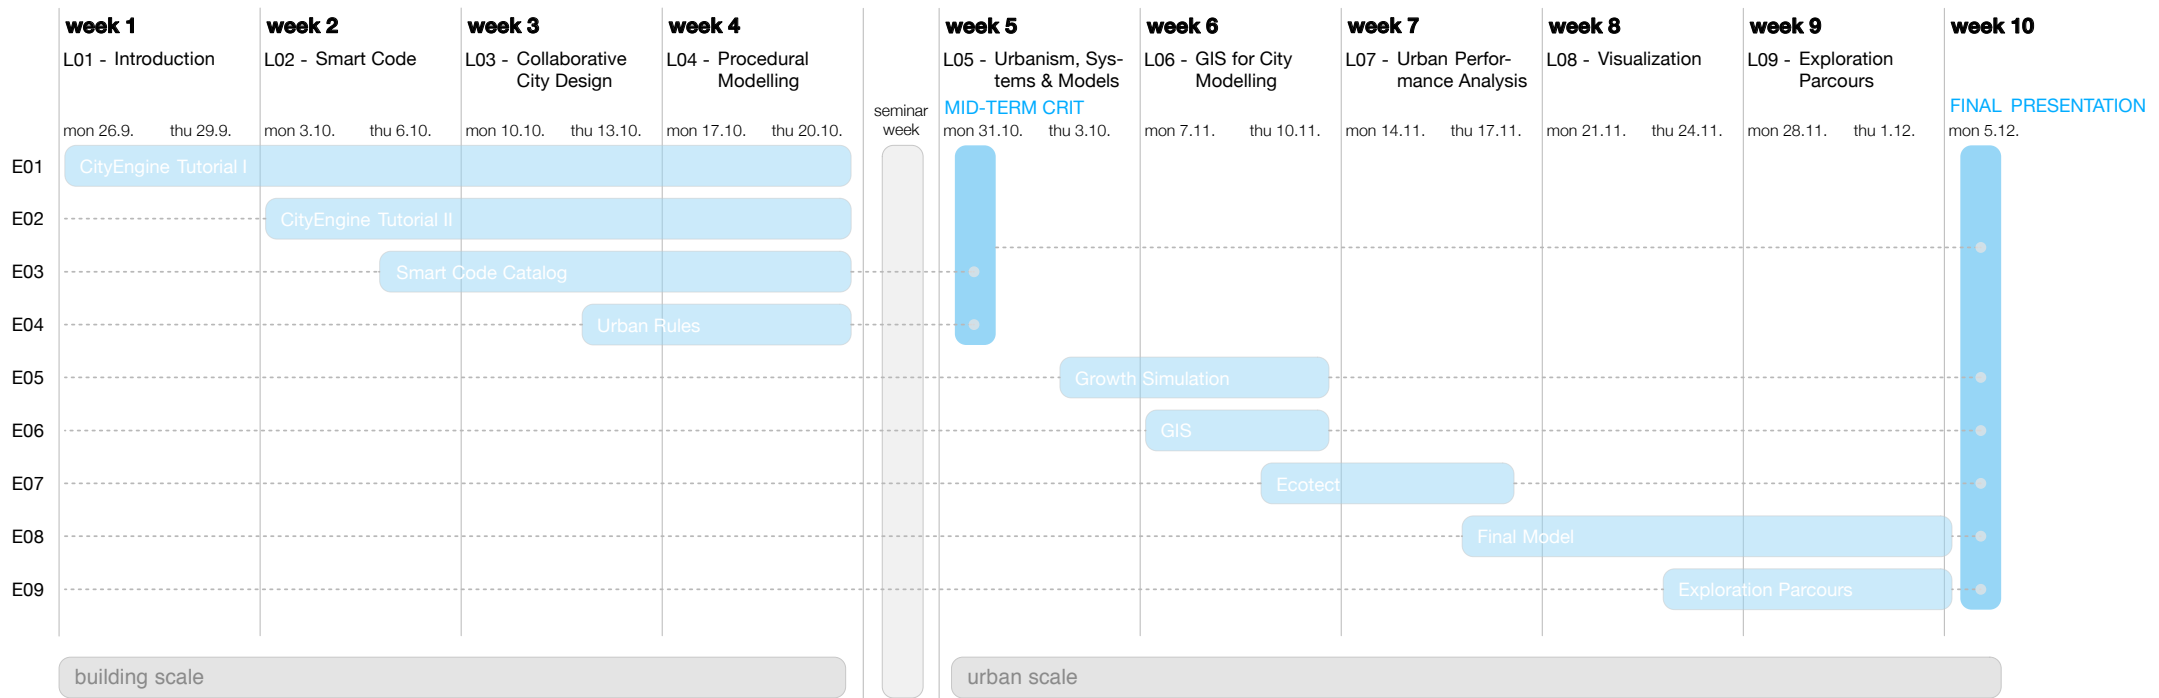 week 1
week 2
week 3
week 4
week 5
week 6
week 7
week 8
week 9
week 10
L01 - Introduction
L02 - Smart Code
L03 - Collaborative
City Design
L04 - Procedural
Modelling
L05 - Urbanism, Sys-
tems & Models
L06 - GIS for City
Modelling
L07 - Urban Perfor-
mance Analysis
L08 - Visualization
L09 - Exploration
Parcours
seminar
week
MID-TERM CRIT
FINAL PRESENTATION
mon 26.9.
thu 29.9.
mon 3.10.
thu 6.10.
mon 10.10.
thu 13.10.
mon 17.10.
thu 20.10.
mon 31.10.
thu 3.10.
mon 7.11.
thu 10.11.
mon 14.11.
thu 17.11.
mon 21.11.
thu 24.11.
mon 28.11.
thu 1.12.
mon 5.12.
E01
CityEngine Tutorial I
E02
CityEngine Tutorial II
E03
Smart Code Catalog
E04
Urban Rules
E05
Growth Simulation
E06
GIS
E07
Ecotect
E08
Final Model
E09
Exploration Parcours
building scale
urban scale